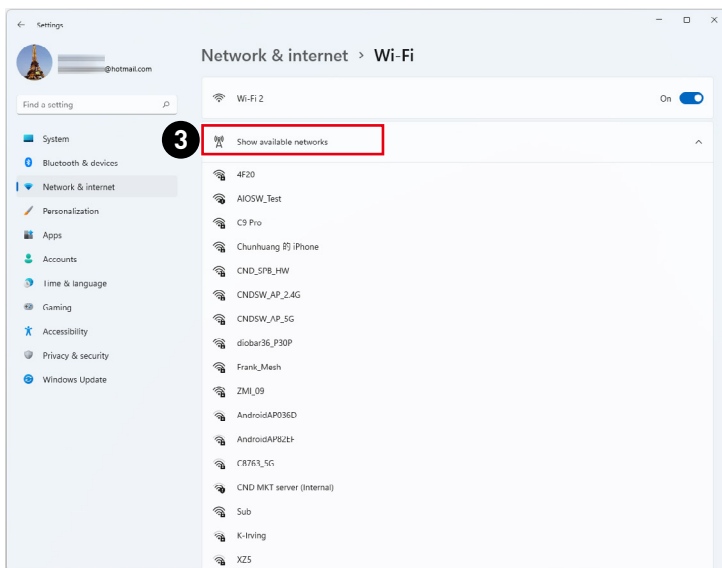 Settings
@hotmail.com
Find a setting
System
Bluetooth & devices
Network & internet
Personalization
Apps
Accounts
Time & language
Gaming
Accessibility
Privacy & security
Windows Update
Network & internet > Wi-Fi
Wi-Fi 2
On
3
Show available networks
4F20
AIOSW_Test
C9 Pro
Chunhuang 的 iPhone
CND_SPB_HW
CNDSW_AP_2.4G
CNDSW_AP_5G
diobar36_P30P
Frank_Mesh
ZMI_09
AndroidAP036D
AndroidAP82EF
C8763_5G
CND MKT server (Internal)
Sub
K-Irving
XZ5